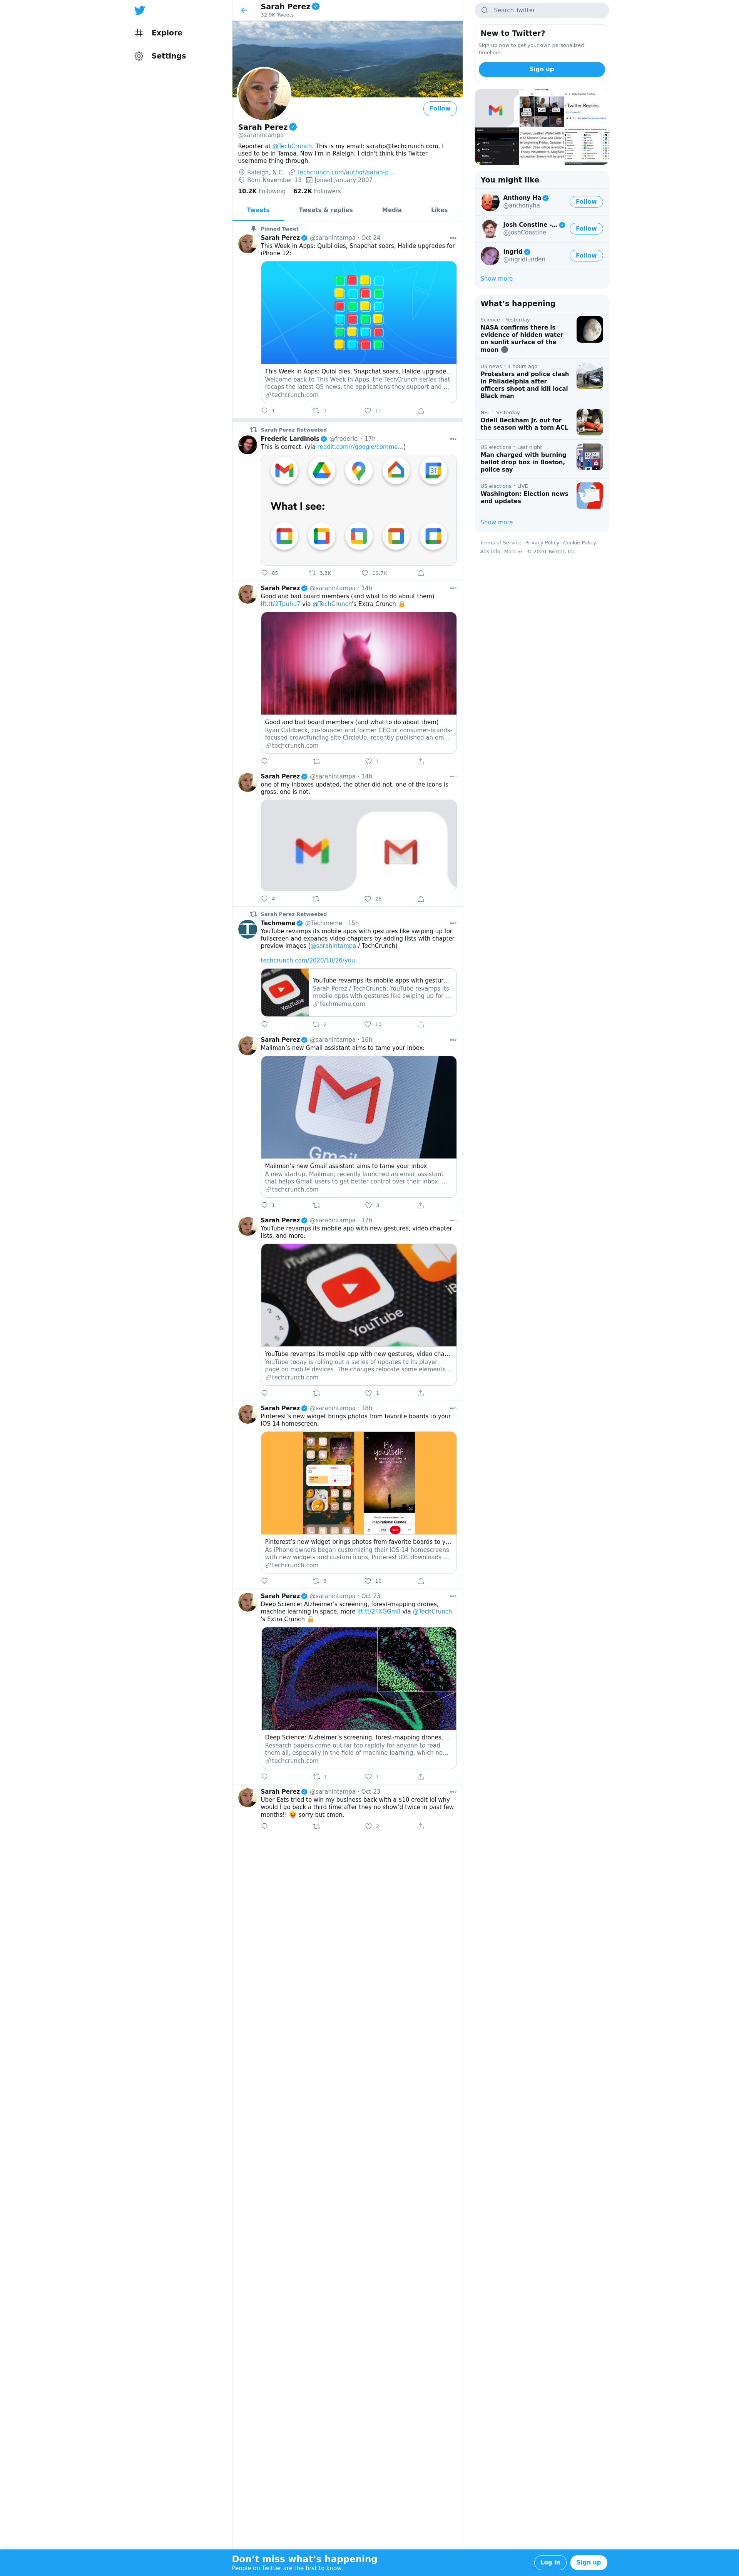 Explore
Settings
Sarah Perez
32.9K Tweets
Follow
Sarah Perez
@sarahintampa
Reporter at @TechCrunch. This is my email: sarahp@techcrunch.com. I
used to be in Tampa. Now I'm in Raleigh. I didn't think this Twitter
username thing through.
Raleigh, N.C. techcrunch.com/author/sarah-p…
Born November 13 Joined January 2007
10.2K Following 62.2K Followers
Tweets Tweets & replies Media Likes
Pinned Tweet
Sarah Perez @sarahintampa · Oct 24
This Week in Apps: Quibi dies, Snapchat soars, Halide upgrades for
iPhone 12:
This Week in Apps: Quibi dies, Snapchat soars, Halide upgrade...
Welcome back to This Week in Apps, the TechCrunch series that
recaps the latest OS news, the applications they support and ...
techcrunch.com
1 1 11
Sarah Perez Retweeted
Frederic Lardinois @fredericl · 17h
This is correct. (via reddit.com/r/google/comme…)
31
What I see:
85 3.3K 19.7K
Sarah Perez @sarahintampa · 14h
Good and bad board members (and what to do about them)
ift.tt/2Tpuhu7 via @TechCrunch's Extra Crunch 🔒
Good and bad board members (and what to do about them)
Ryan Caldbeck, co-founder and former CEO of consumer-brands-
focused crowdfunding site CircleUp, recently published an em...
techcrunch.com
1
Sarah Perez @sarahintampa · 14h
one of my inboxes updated, the other did not. one of the icons is
gross. one is not.
4 26
Sarah Perez Retweeted
Techmeme @Techmeme · 15h
YouTube revamps its mobile apps with gestures like swiping up for
fullscreen and expands video chapters by adding lists with chapter
preview images (@sarahintampa / TechCrunch)
techcrunch.com/2020/10/26/you…
YouTube
YouTube revamps its mobile apps with gestur...
Sarah Perez / TechCrunch: YouTube revamps its
mobile apps with gestures like swiping up for ...
techmeme.com
2 10
Sarah Perez @sarahintampa · 16h
Mailman's new Gmail assistant aims to tame your inbox:
Gmail
Mailman's new Gmail assistant aims to tame your inbox
A new startup, Mailman, recently launched an email assistant
that helps Gmail users to get better control over their inbox. ...
techcrunch.com
1 3
Sarah Perez @sarahintampa · 17h
YouTube revamps its mobile app with new gestures, video chapter
lists, and more:
YouTube
YouTube revamps its mobile app with new gestures, video cha...
YouTube today is rolling out a series of updates to its player
page on mobile devices. The changes relocate some elements...
techcrunch.com
1
Sarah Perez @sarahintampa · 18h
Pinterest's new widget brings photos from favorite boards to your
iOS 14 homescreen:
Be
yourself
Inspirational Quotes
Pinterest's new widget brings photos from favorite boards to y...
As iPhone owners began customizing their iOS 14 homescreens
with new widgets and custom icons, Pinterest iOS downloads ...
techcrunch.com
3 10
Sarah Perez @sarahintampa · Oct 23
Deep Science: Alzheimer's screening, forest-mapping drones,
machine learning in space, more ift.tt/2FXGGm8 via @TechCrunch
's Extra Crunch 🔒
Deep Science: Alzheimer's screening, forest-mapping drones, ...
Research papers come out far too rapidly for anyone to read
them all, especially in the field of machine learning, which no...
techcrunch.com
1 1
Sarah Perez @sarahintampa · Oct 23
Uber Eats tried to win my business back with a $10 credit lol why
would I go back a third time after they no show'd twice in past few
months!! 😡 sorry but cmon.
2
Search Twitter
New to Twitter?
Sign up now to get your own personalized
timeline!
Sign up
You might like
Anthony Ha
@anthonyha
Follow
Josh Constine -...
@JoshConstine
Follow
Ingrid
@ingridlunden
Follow
Show more
What's happening
Science · Yesterday
NASA confirms there is
evidence of hidden water
on sunlit surface of the
moon 🌑
US news · 4 hours ago
Protesters and police clash
in Philadelphia after
officers shoot and kill local
Black man
NFL · Yesterday
Odell Beckham Jr. out for
the season with a torn ACL
US elections · Last night
Man charged with burning
ballot drop box in Boston,
police say
US elections · LIVE
Washington: Election news
and updates
Show more
Terms of Service Privacy Policy Cookie Policy
Ads info More © 2020 Twitter, Inc.
Don't miss what's happening
People on Twitter are the first to know.
Log in Sign up